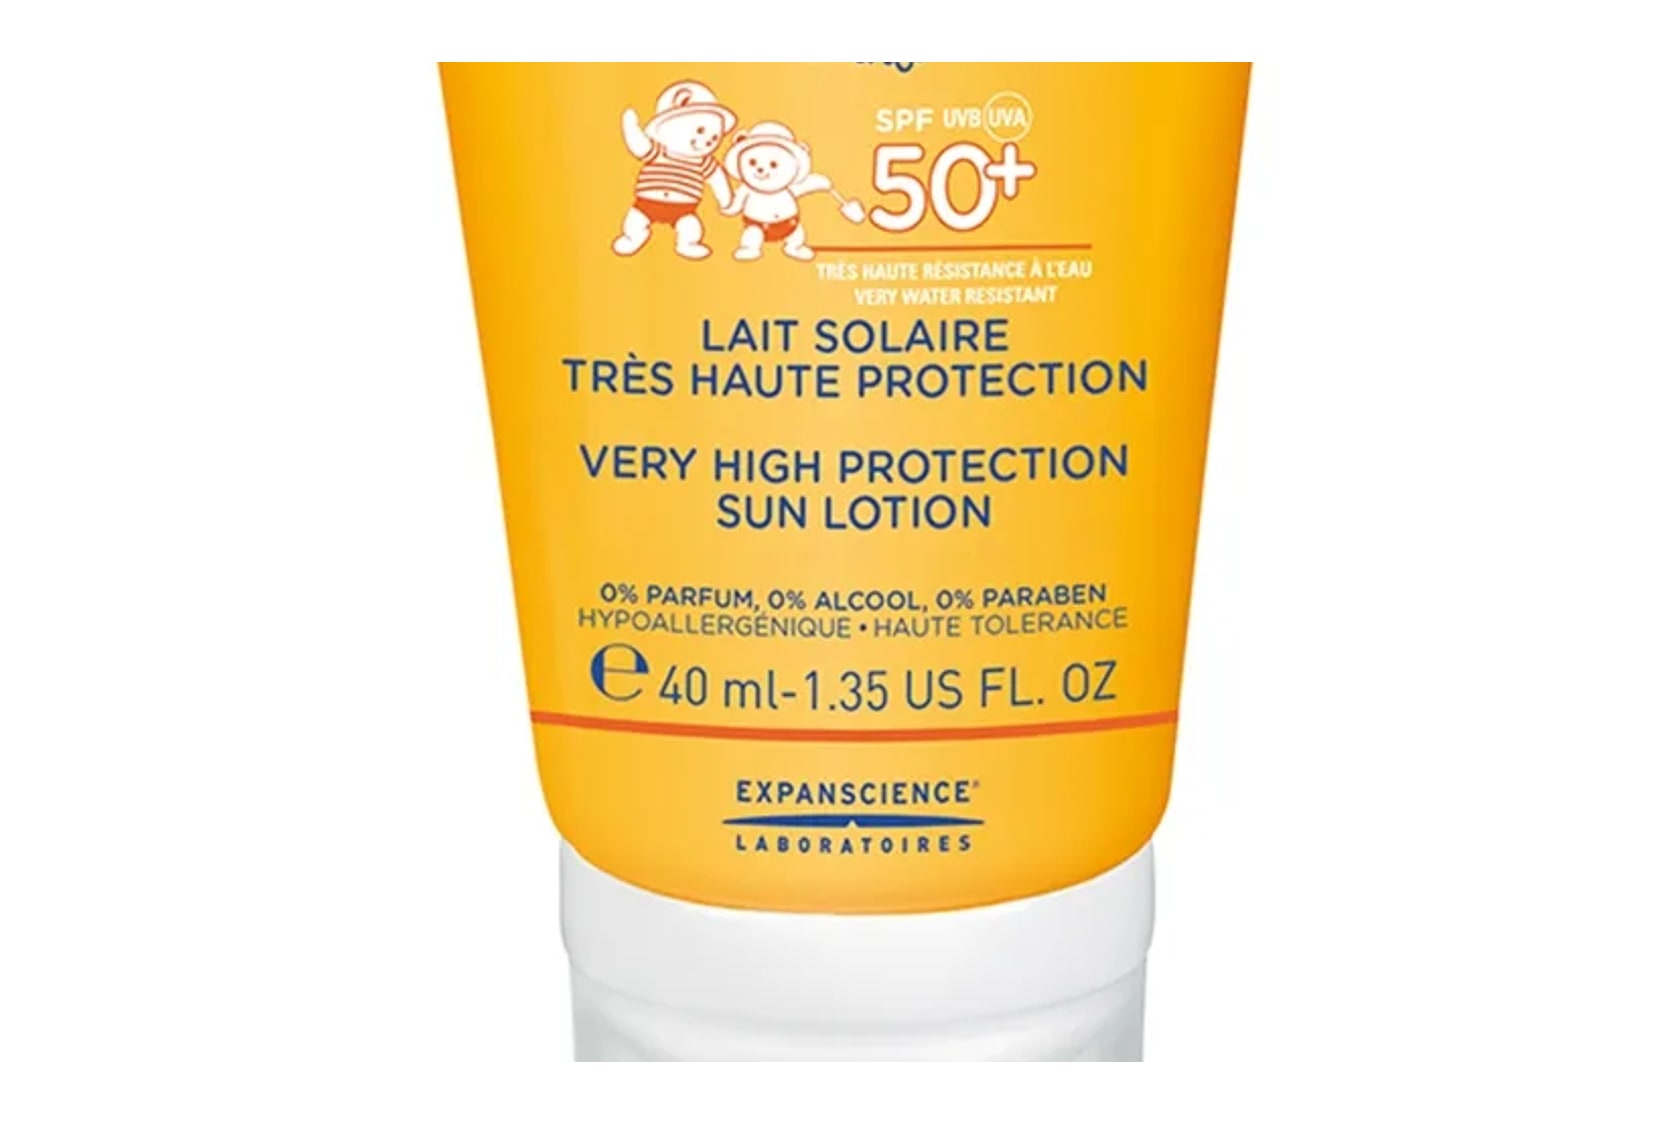 SPF UVB UVA
50+
TRÈS HAUTE RÉSISTANCE À L'EAU
VERY WATER RESISTANT
LAIT SOLAIRE
TRÈS HAUTE PROTECTION
VERY HIGH PROTECTION
SUN LOTION
0% PARFUM, 0% ALCOOL, 0% PARABEN
HYPOALLERGÉNIQUE • HAUTE TOLERANCE
e 40 ml-1.35 US FL. OZ
EXPANSCIENCE®
LABORATOIRES